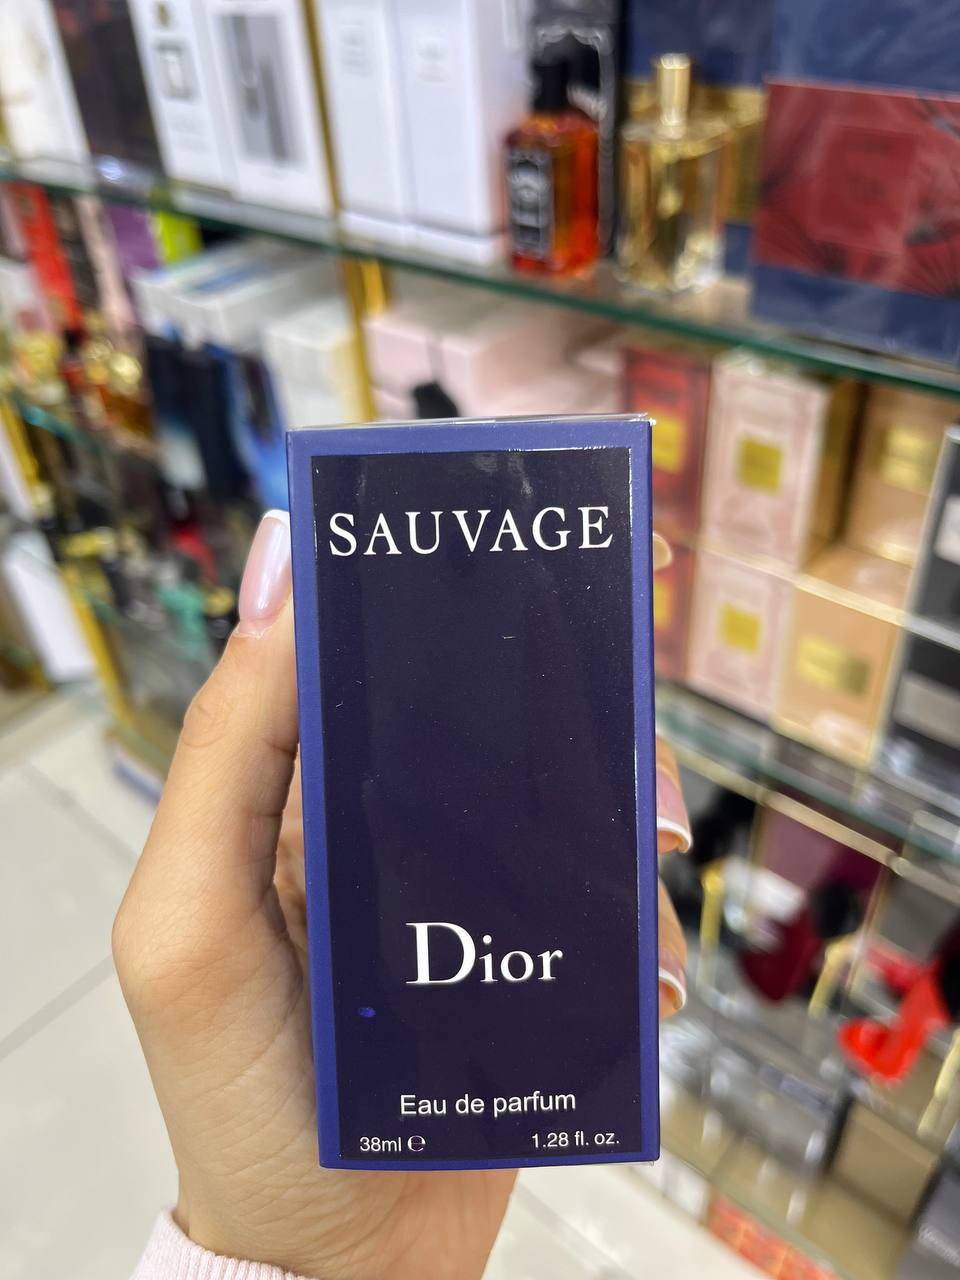 SAUVAGE
Dior
Eau de parfum
38ml ℮
1.28 fl. oz.